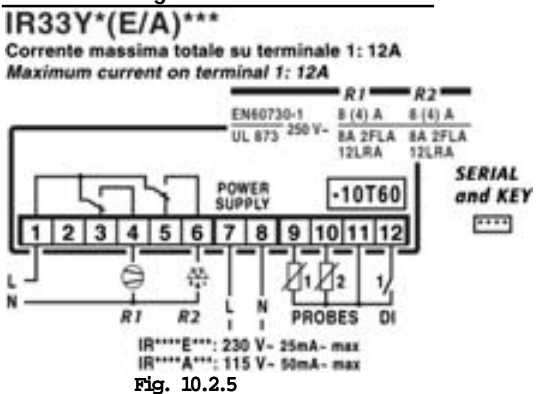 IR33Y*(E/A)***
Corrente massima totale su terminale 1: 12A
Maximum current on terminal 1: 12A
R1 R2
EN60730-1 250 V~ 8 (4) A 8 (4) A
UL 873 8A 2FLA 8A 2FLA
12LRA 12LRA
SERIAL
and KEY
POWER
SUPPLY
-10T60
1 2 3 4 5 6 7 8 9 10 11 12
L
N
1 2 1
R1 R2 L N PROBES DI
IR****E***: 230 V~ 25mA~ max
IR****A***: 115 V~ 50mA~ max
Fig. 10.2.5